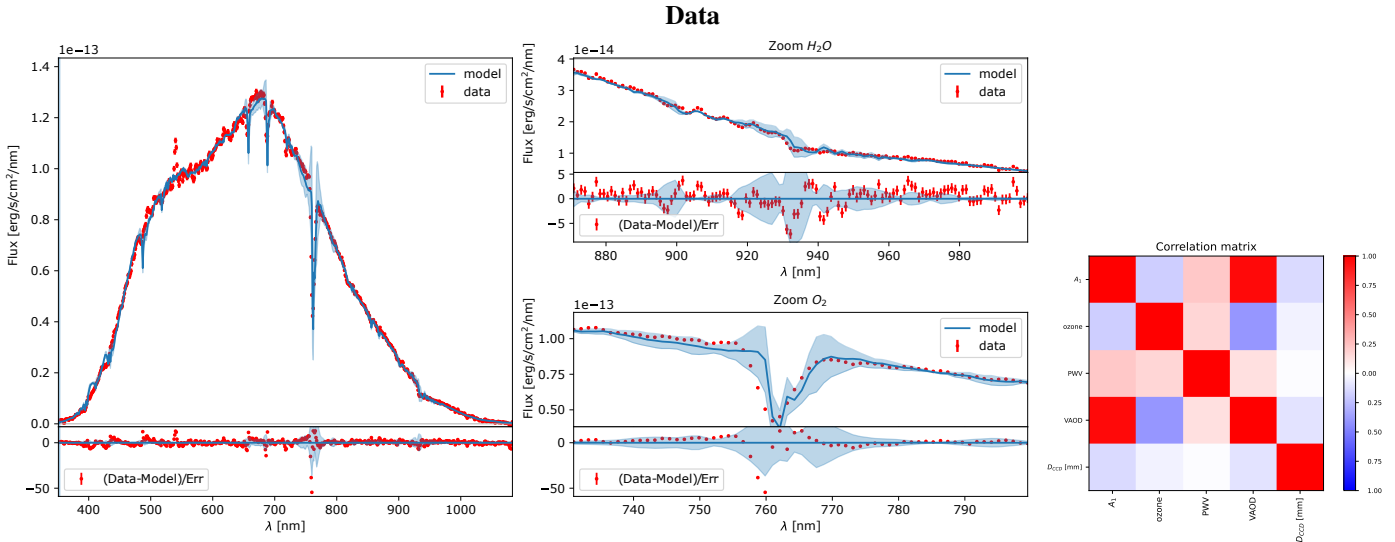 Data
1e−13
model
data
Flux [erg/s/cm²/nm]
1.4
1.2
1.0
0.8
0.6
0.4
0.2
0.0
0
−50
(Data-Model)/Err
400 500 600 700 800 900 1000
λ [nm]
Zoom H₂O
1e−14
model
data
Flux [erg/s/cm²/nm]
4
3
2
1
5
0
−5
(Data-Model)/Err
880 900 920 940 960 980
λ [nm]
Zoom O₂
1e−13
model
data
Flux [erg/s/cm²/nm]
1.00
0.75
0.50
0
−50
(Data-Model)/Err
730 740 750 760 770 780 790
λ [nm]
Correlation matrix
A₁
ozone
PWV
VAOD
D_CCD [mm]
A₁ ozone PWV VAOD D_CCD [mm]
1.00
0.75
0.50
0.25
0.00
0.25
0.50
0.75
1.00